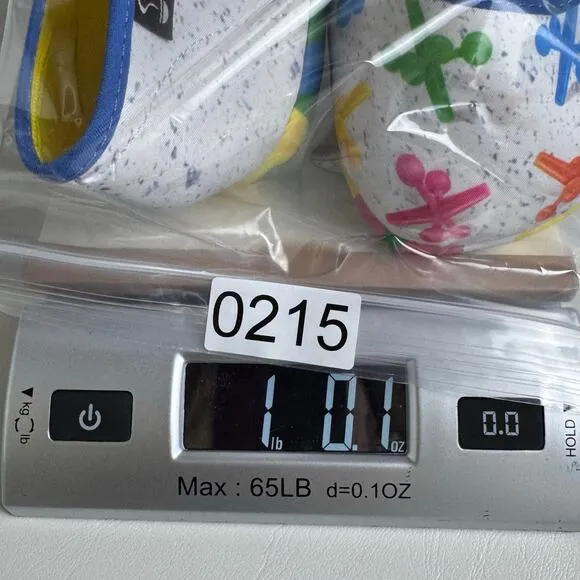 0215
kg lb
1 lb 0.1 oz
0.0
HOLD
Max : 65LB d=0.1OZ